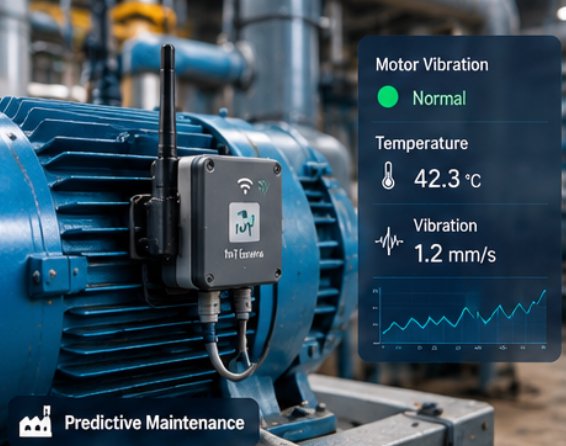 Motor Vibration
Normal
Temperature
42.3 °C
Vibration
1.2 mm/s
Predictive Maintenance